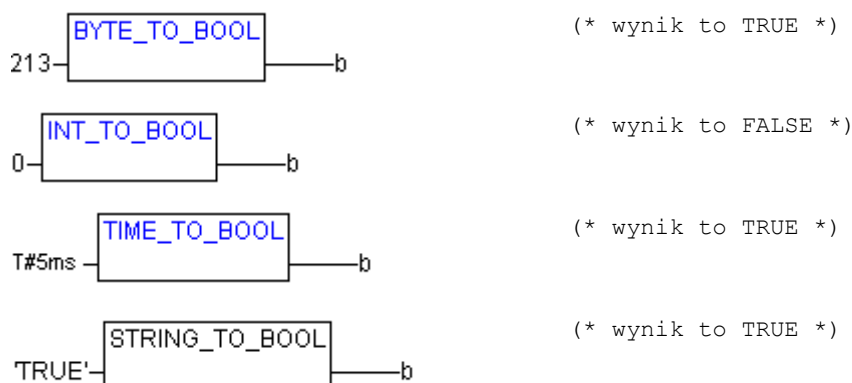 BYTE_TO_BOOL (* wynik to TRUE *)
213 b
INT_TO_BOOL (* wynik to FALSE *)
0 b
TIME_TO_BOOL (* wynik to TRUE *)
T#5ms b
STRING_TO_BOOL (* wynik to TRUE *)
'TRUE' b